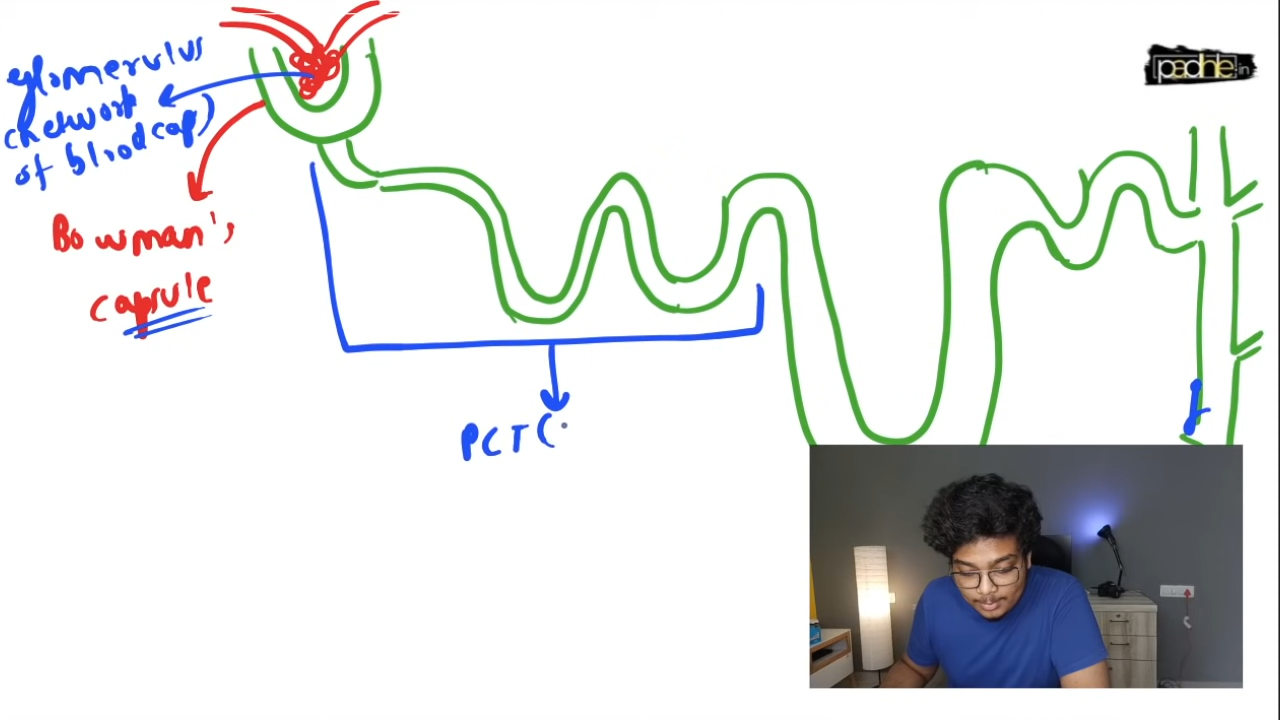 glomerulus
(network
of blood cap)
Bowman's
capsule
PCT (
padhle.in